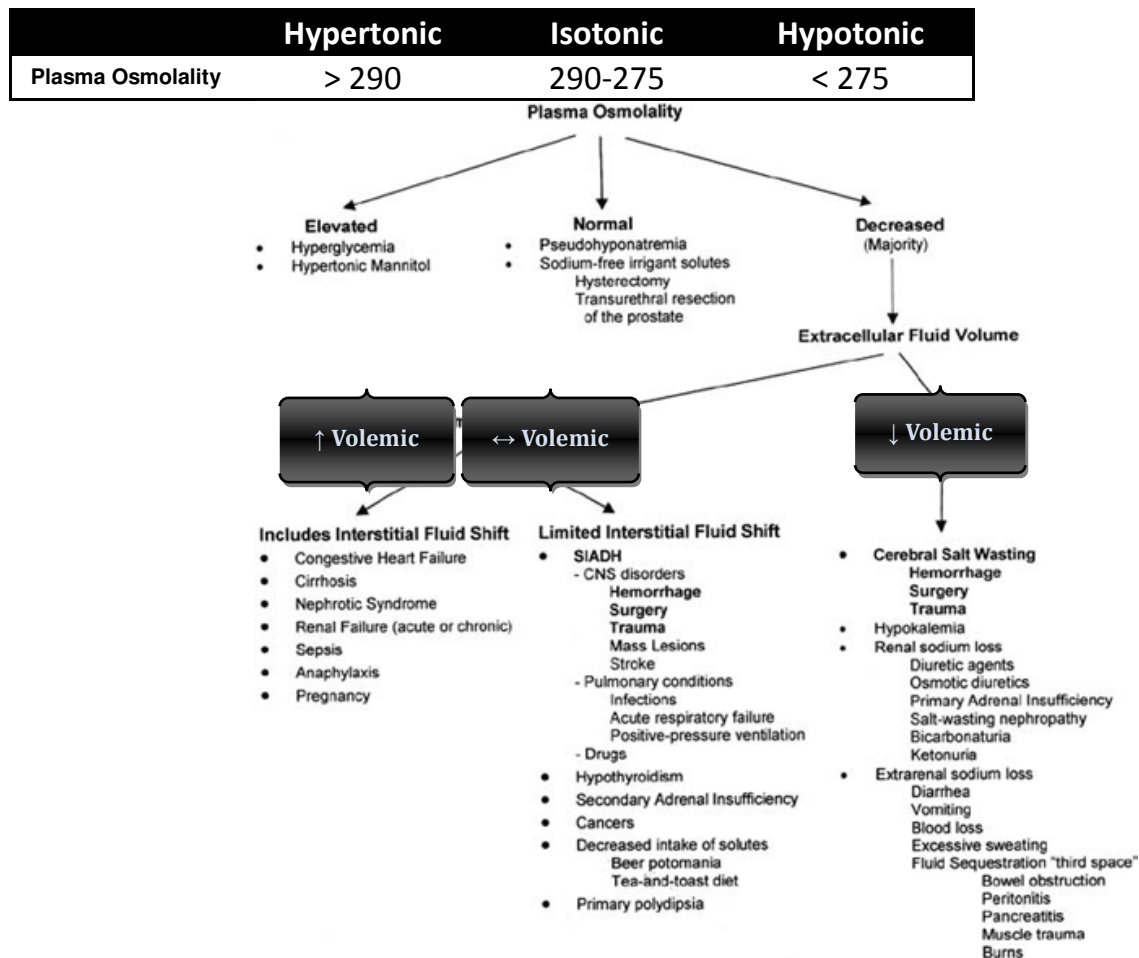 Hypertonic Isotonic Hypotonic
Plasma Osmolality > 290 290-275 < 275
Plasma Osmolality
Elevated
• Hyperglycemia
• Hypertonic Mannitol
Normal
• Pseudohyponatremia
• Sodium-free irrigant solutes
Hysterectomy
Transurethral resection
of the prostate
Decreased
(Majority)
Extracellular Fluid Volume
↑ Volemic
↔ Volemic
↓ Volemic
Includes Interstitial Fluid Shift
• Congestive Heart Failure
• Cirrhosis
• Nephrotic Syndrome
• Renal Failure (acute or chronic)
• Sepsis
• Anaphylaxis
• Pregnancy
Limited Interstitial Fluid Shift
• SIADH
- CNS disorders
Hemorrhage
Surgery
Trauma
Mass Lesions
Stroke
- Pulmonary conditions
Infections
Acute respiratory failure
Positive-pressure ventilation
- Drugs
• Hypothyroidism
• Secondary Adrenal Insufficiency
• Cancers
• Decreased intake of solutes
Beer potomania
Tea-and-toast diet
• Primary polydipsia
• Cerebral Salt Wasting
Hemorrhage
Surgery
Trauma
• Hypokalemia
• Renal sodium loss
Diuretic agents
Osmotic diuretics
Primary Adrenal Insufficiency
Salt-wasting nephropathy
Bicarbonaturia
Ketonuria
• Extrarenal sodium loss
Diarrhea
Vomiting
Blood loss
Excessive sweating
Fluid Sequestration "third space"
Bowel obstruction
Peritonitis
Pancreatitis
Muscle trauma
Burns